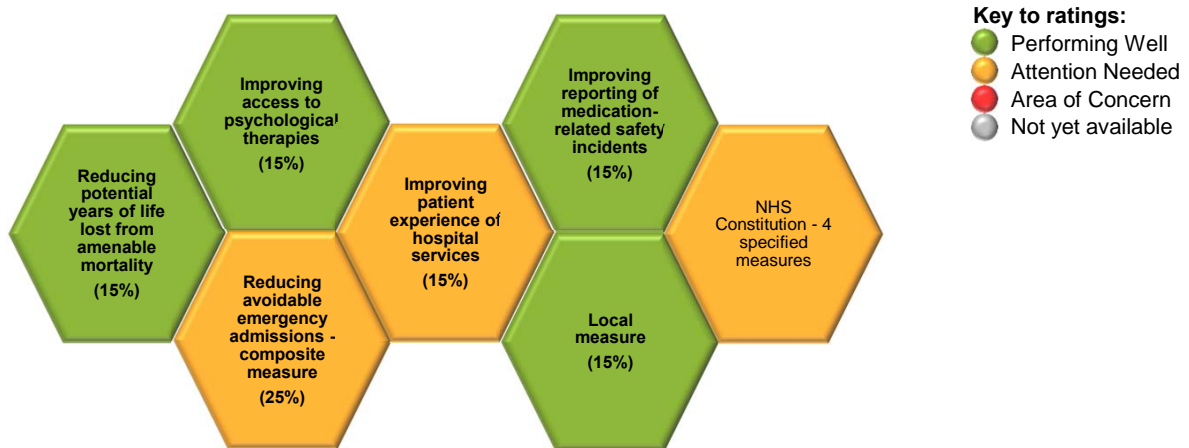 Key to ratings:
Performing Well
Attention Needed
Area of Concern
Not yet available
Reducing
potential
years of life
lost from
amenable
mortality
(15%)
Improving
access to
psychological
therapies
(15%)
Reducing
avoidable
emergency
admissions -
composite
measure
(25%)
Improving
patient
experience of
hospital
services
(15%)
Improving
reporting of
medication-
related safety
incidents
(15%)
Local
measure
(15%)
NHS
Constitution - 4
specified
measures